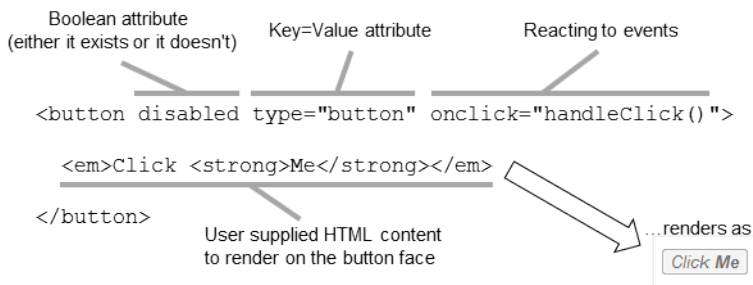 Boolean attribute
(either it exists or it doesn't)
Key=Value attribute
Reacting to events
<button disabled type="button" onclick="handleClick()">
<em>Click <strong>Me</strong></em>
</button>
User supplied HTML content
to render on the button face
...renders as
Click Me